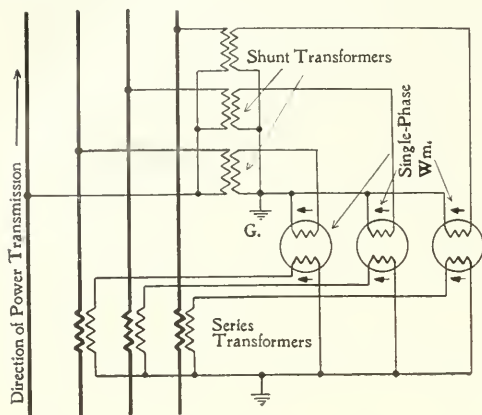 Direction of Power Transmission
Shunt Transformers
Single-Phase
Wm.
G.
Series
Transformers